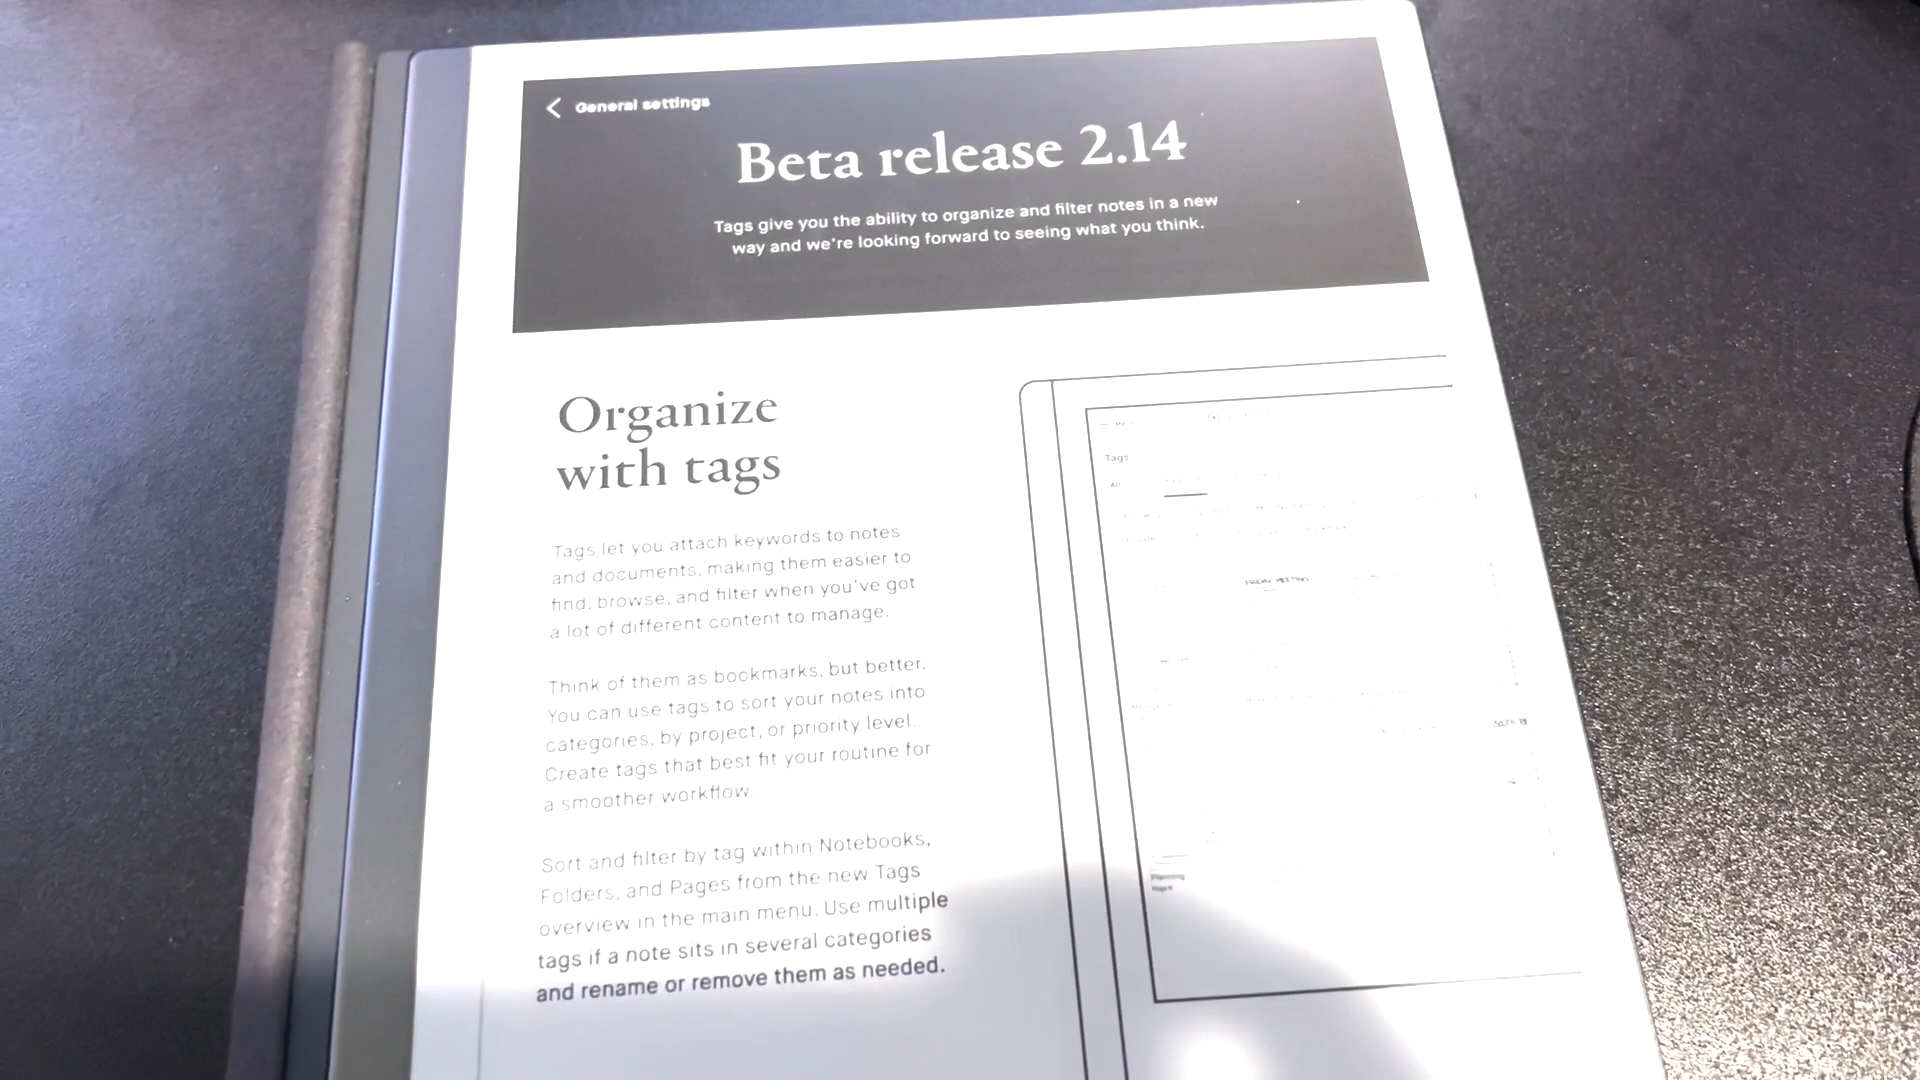 General settings
Beta release 2.14
Tags give you the ability to organize and filter notes in a new
way and we're looking forward to seeing what you think.
Organize
with tags
Tags let you attach keywords to notes
and documents, making them easier to
find, browse, and filter when you've got
a lot of different content to manage.
Think of them as bookmarks, but better.
You can use tags to sort your notes into
categories, by project, or priority level.
Create tags that best fit your routine for
a smoother workflow.
Sort and filter by tag within Notebooks,
Folders, and Pages from the new Tags
overview in the main menu. Use multiple
tags if a note sits in several categories
and rename or remove them as needed.
Tags
All
FRIDAY MEETING
Planning